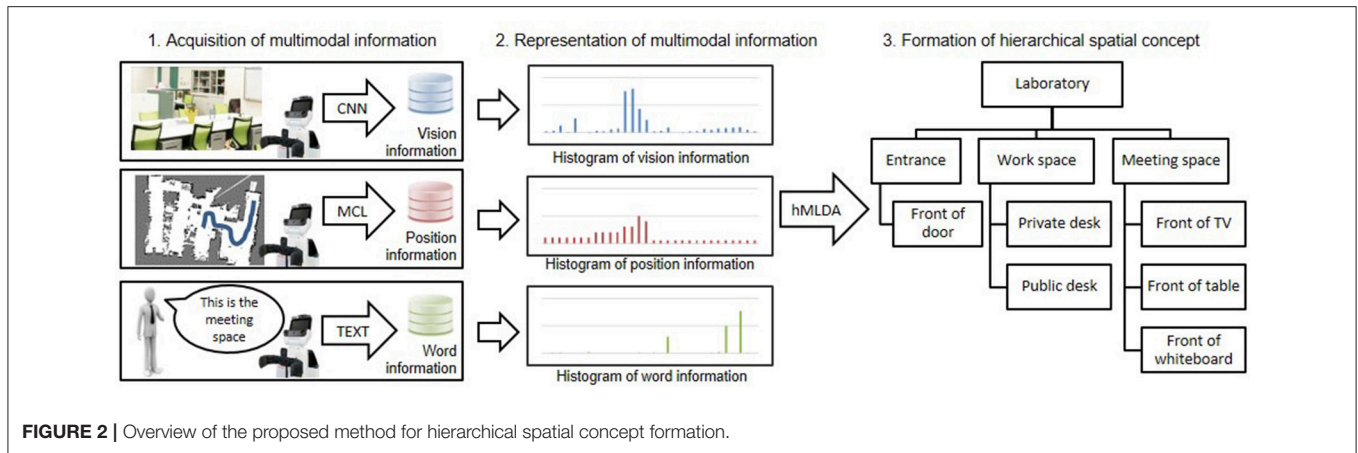 1. Acquisition of multimodal information
2. Representation of multimodal information
3. Formation of hierarchical spatial concept
CNN
Vision
information
MCL
Position
information
This is the
meeting
space
TEXT
Word
information
Histogram of vision information
Histogram of position information
Histogram of word information
hMLDA
Laboratory
Entrance
Work space
Meeting space
Front of
door
Private desk
Public desk
Front of TV
Front of table
Front of
whiteboard
FIGURE 2 | Overview of the proposed method for hierarchical spatial concept formation.